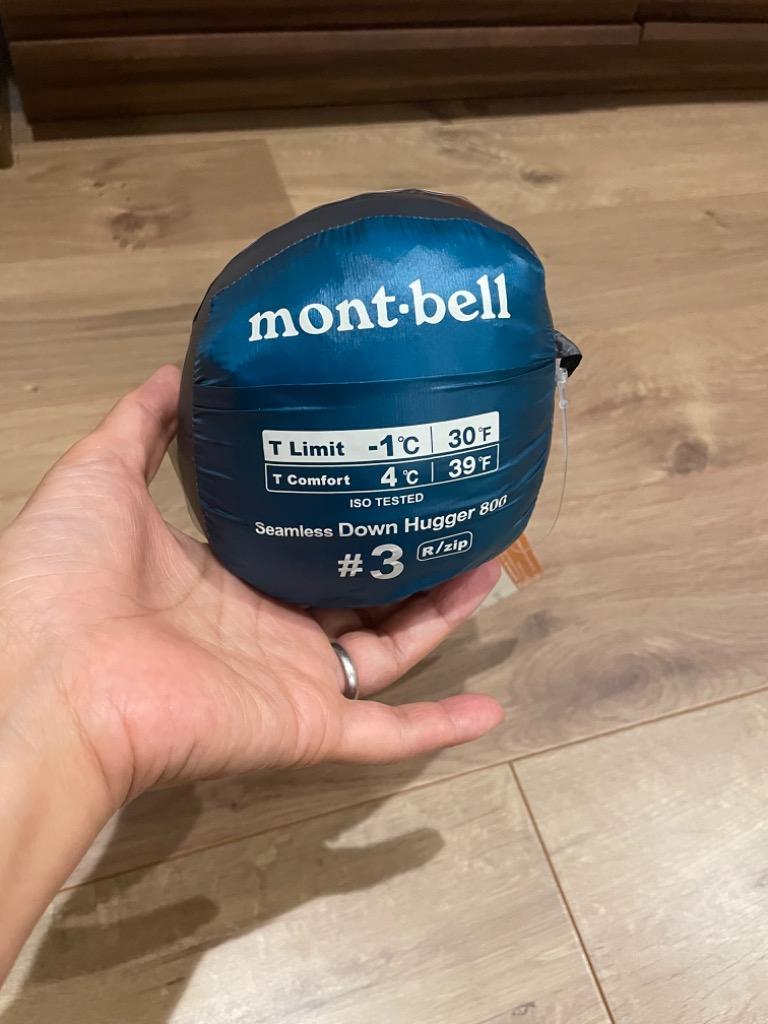 mont·bell
T Limit -1℃ | 30°F
T Comfort 4℃ | 39°F
ISO TESTED
Seamless Down Hugger 800
#3 R/zip